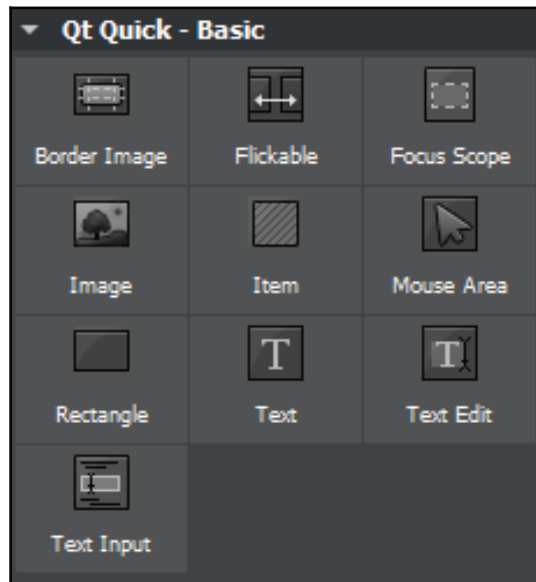 Qt Quick - Basic
Border Image Flickable Focus Scope
Image Item Mouse Area
T T
Rectangle Text Text Edit
Text Input